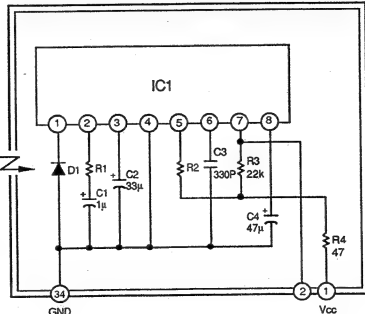 IC1
1 2 3 4 5 6 7 8
D1
R1
+
C1
1μ
+
C2
33μ
R2
C3
330P
R3
22k
+
C4
47μ
R4
47
34 2 1
GND Vcc